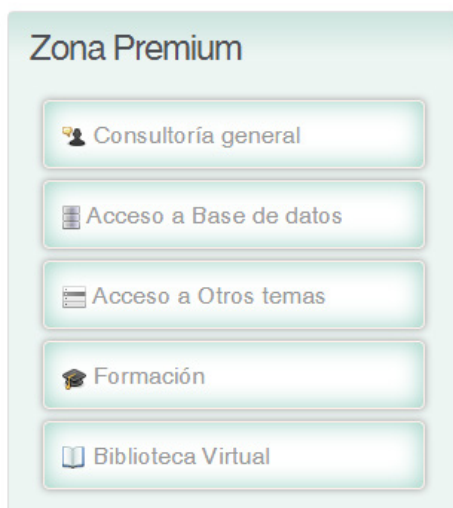 Zona Premium
Consultoría general
Acceso a Base de datos
Acceso a Otros temas
Formación
Biblioteca Virtual